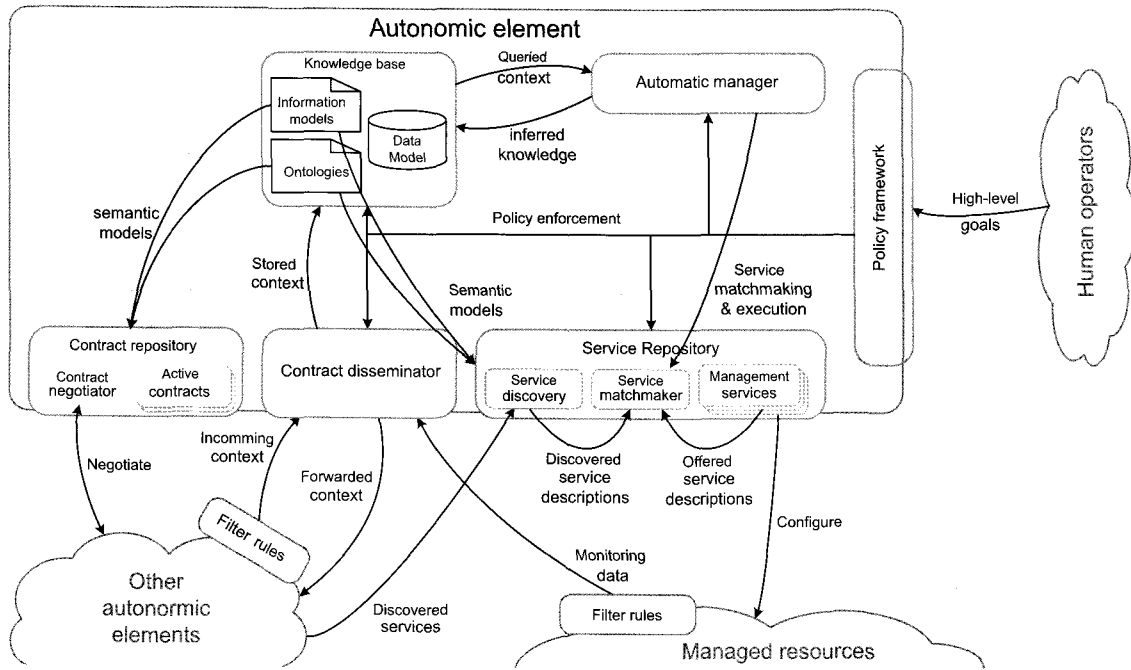 Autonomic element
Knowledge base
Information
models
Ontologies
Data
Model
Queried
context
inferred
knowledge
Automatic manager
Policy framework
High-level
goals
Human operators
semantic
models
Stored
context
Policy enforcement
Semantic
models
Service
matchmaking
& execution
Contract repository
Contract
negotiator
Active
contracts
Contract disseminator
Service Repository
Service
discovery
Service
matchmaker
Management
services
Negotiate
Incomming
context
Forwarded
context
Discovered
service
descriptions
Offered
service
descriptions
Configure
Filter rules
Other
autonormic
elements
Discovered
services
Monitoring
data
Filter rules
Managed resources